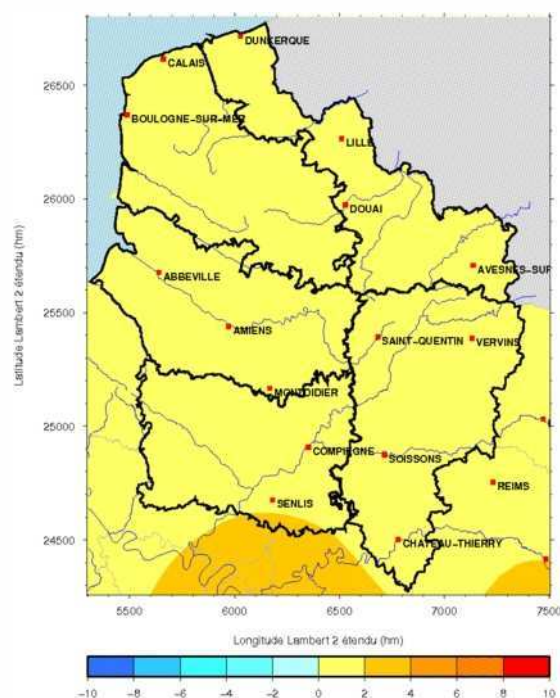 DUNKERQUE
CALAIS
26500
BOULOGNE-SUR-MER
LILLE
26000
DOUAI
AVESNES-SUR
ABBEVILLE
25500
AMIENS
SAINT-QUENTIN
VERVINS
MONTDIDIER
25000
COMPIEGNE
SOISSONS
REIMS
SENLIS
24500
CHATEAU-THIERRY
5500 6000 6500 7000 7500
Latitude Lambert 2 étendu (hm)
Longitude Lambert 2 étendu (hm)
-10 -8 -6 -4 -2 0 2 4 6 8 10